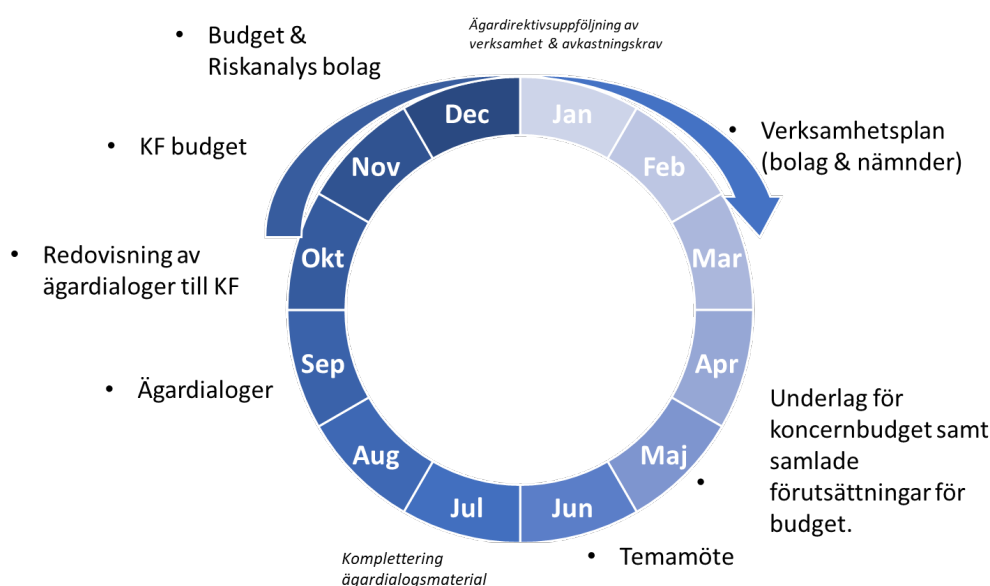 Ägardirektivsuppföljning av
verksamhet & avkastningskrav
• Budget &
Riskanalys bolag
• KF budget
• Redovisning av
ägardialoger till KF
• Ägardialoger
• Verksamhetsplan
(bolag & nämnder)
• Underlag för
koncernbudget samt
samlade
förutsättningar för
budget.
• Temamöte
Komplettering
ägardialogsmaterial
Jan
Feb
Mar
Apr
Maj
Jun
Jul
Aug
Sep
Okt
Nov
Dec